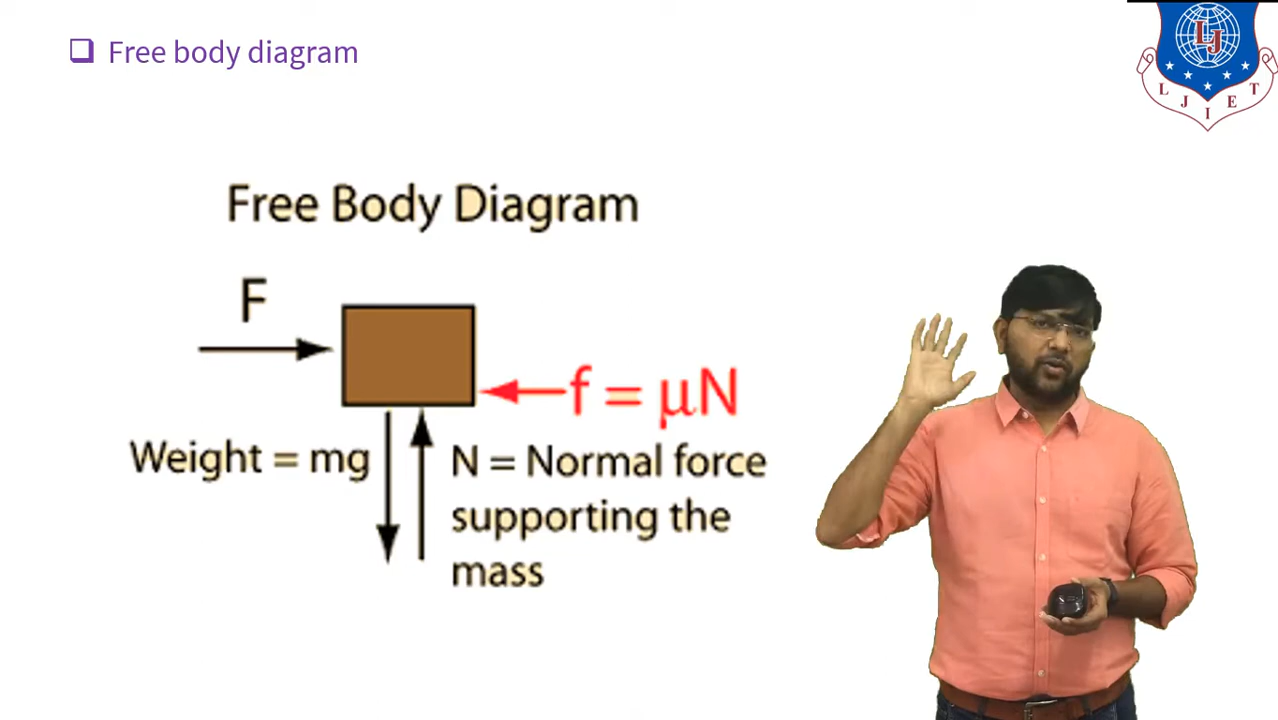 Free body diagram
LJ
L J I E T
Free Body Diagram
F
f = µN
Weight = mg
N = Normal force
supporting the
mass